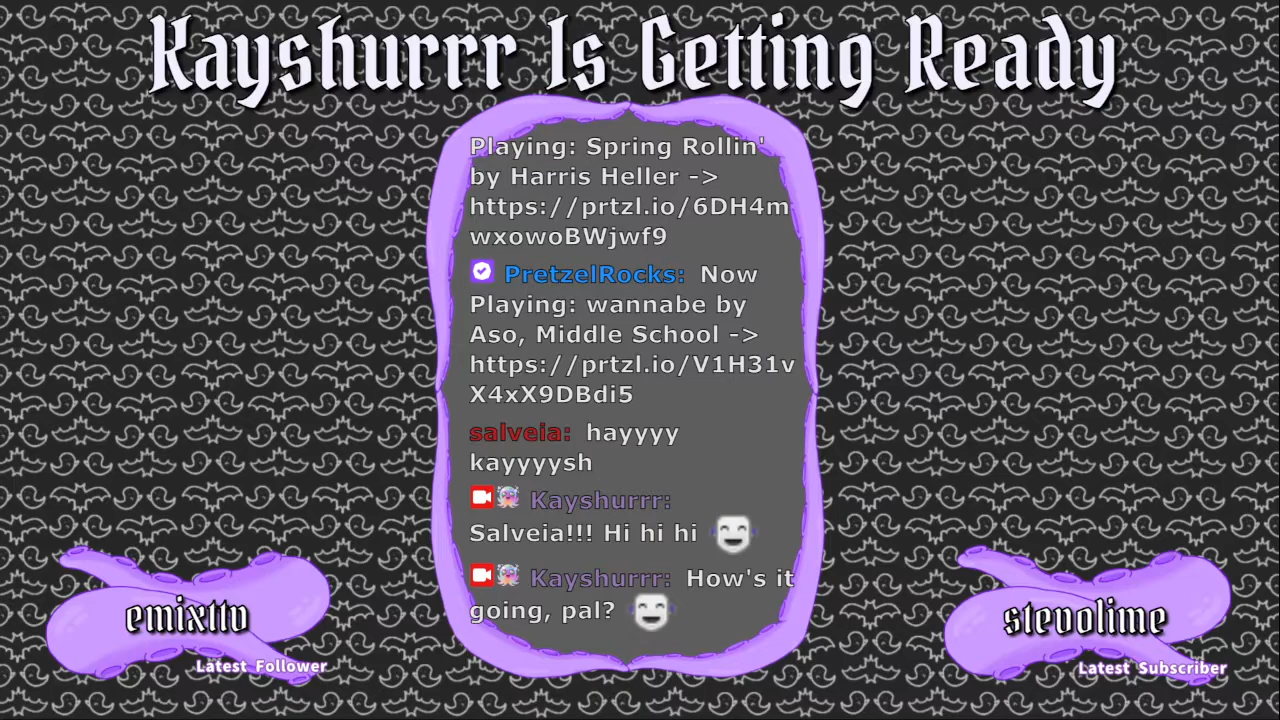 Kayshurrr Is Getting Ready
Playing: Spring Rollin'
by Harris Heller ->
https://prtzl.io/6DH4m
wxowoBWjwf9
PretzelRocks: Now
Playing: wannabe by
Aso, Middle School ->
https://prtzl.io/V1H31v
X4xX9DBdi5
salveia: hayyyy
kayyyysh
Kayshurrr:
Salveia!!! Hi hi hi
Kayshurrr: How's it
going, pal?
emixttv
Latest Follower
stevolime
Latest Subscriber